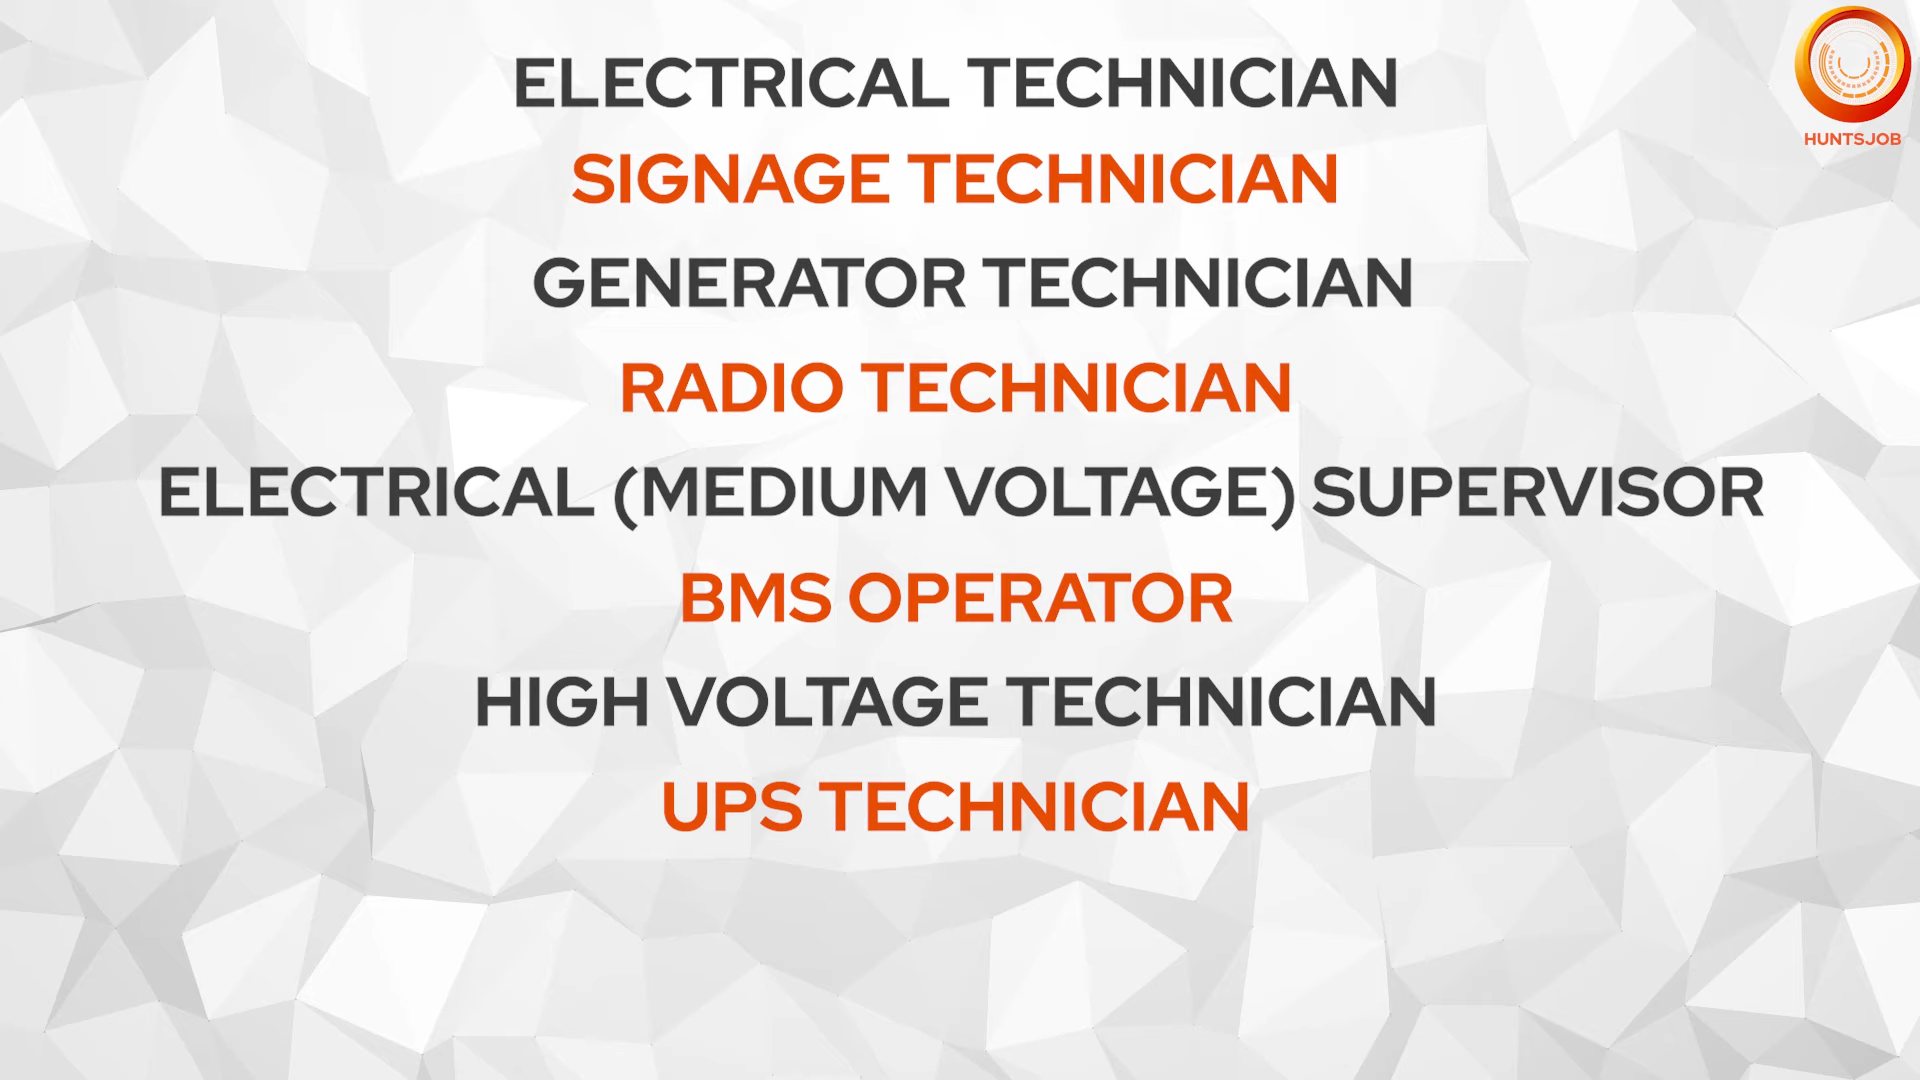 ELECTRICAL TECHNICIAN
HUNTSJOB
SIGNAGE TECHNICIAN
GENERATOR TECHNICIAN
RADIO TECHNICIAN
ELECTRICAL (MEDIUM VOLTAGE) SUPERVISOR
BMS OPERATOR
HIGH VOLTAGE TECHNICIAN
UPS TECHNICIAN